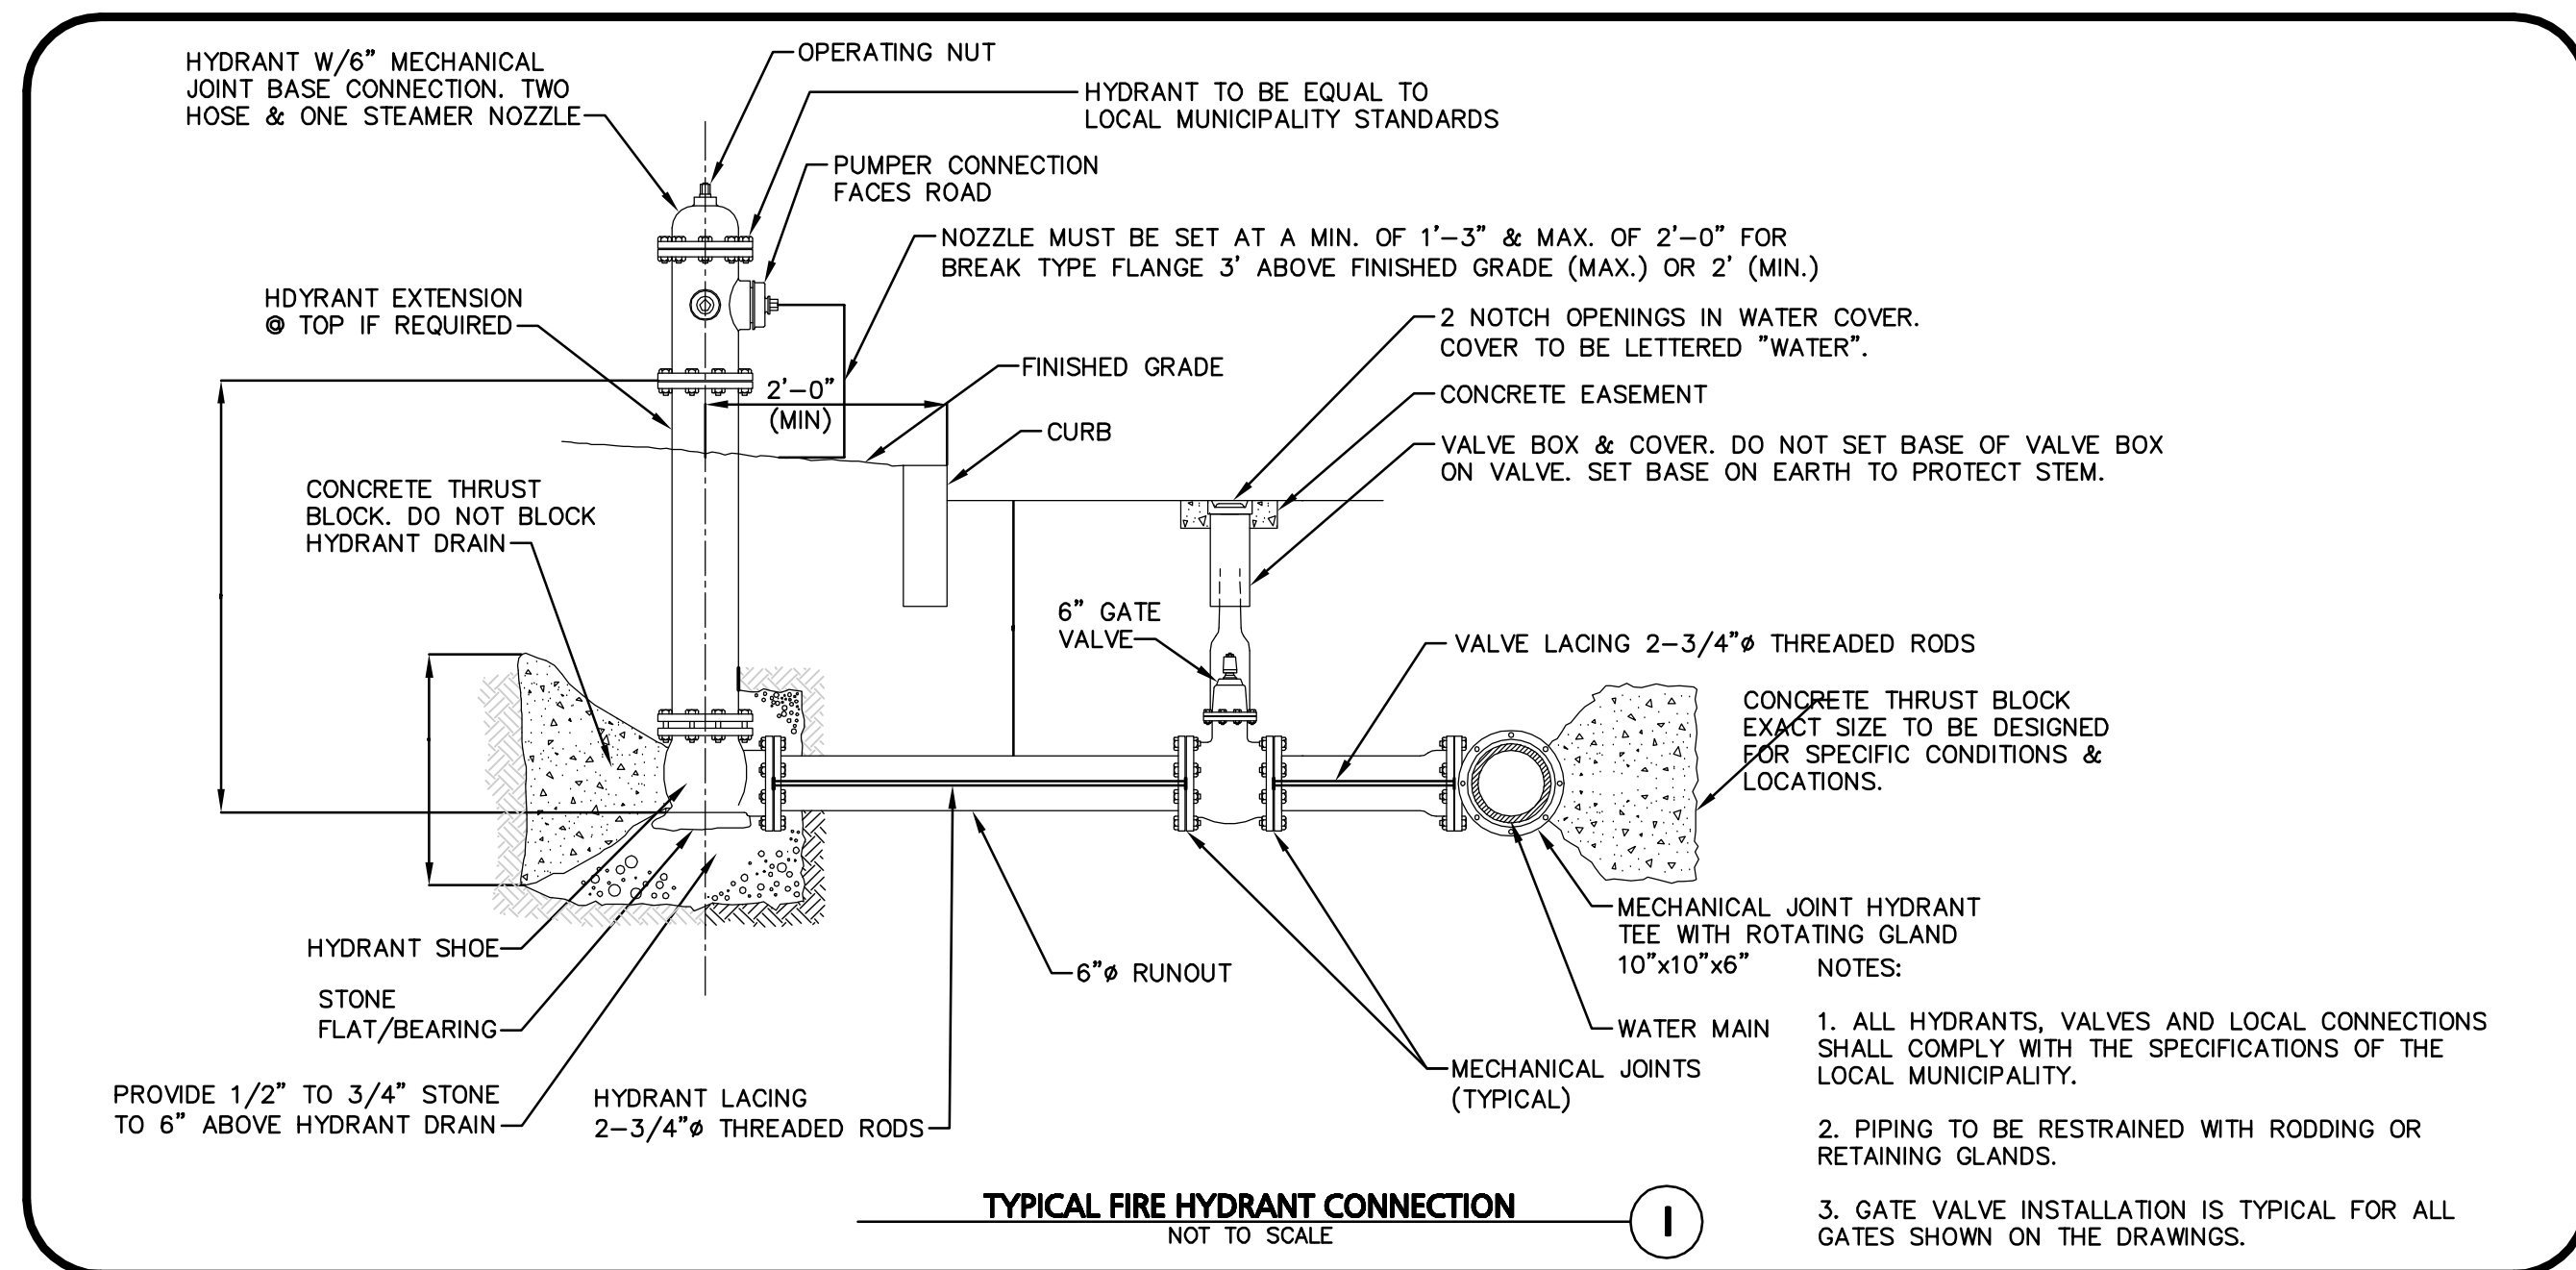 HYDRANT W/6" MECHANICAL
JOINT BASE CONNECTION. TWO
HOSE & ONE STEAMER NOZZLE
OPERATING NUT
HYDRANT TO BE EQUAL TO
LOCAL MUNICIPALITY STANDARDS
PUMPER CONNECTION
FACES ROAD
NOZZLE MUST BE SET AT A MIN. OF 1'-3" & MAX. OF 2'-0" FOR
BREAK TYPE FLANGE 3' ABOVE FINISHED GRADE (MAX.) OR 2' (MIN.)
HDYRANT EXTENSION
@ TOP IF REQUIRED
2 NOTCH OPENINGS IN WATER COVER.
COVER TO BE LETTERED "WATER".
FINISHED GRADE
2'-0"
(MIN)
CONCRETE EASEMENT
CURB
VALVE BOX & COVER. DO NOT SET BASE OF VALVE BOX
ON VALVE. SET BASE ON EARTH TO PROTECT STEM.
CONCRETE THRUST
BLOCK. DO NOT BLOCK
HYDRANT DRAIN
6" GATE
VALVE
VALVE LACING 2-3/4"ø THREADED RODS
CONCRETE THRUST BLOCK
EXACT SIZE TO BE DESIGNED
FOR SPECIFIC CONDITIONS &
LOCATIONS.
MECHANICAL JOINT HYDRANT
TEE WITH ROTATING GLAND
10"x10"x6"
HYDRANT SHOE
6"ø RUNOUT
STONE
FLAT/BEARING
WATER MAIN
MECHANICAL JOINTS
(TYPICAL)
PROVIDE 1/2" TO 3/4" STONE
TO 6" ABOVE HYDRANT DRAIN
HYDRANT LACING
2-3/4"ø THREADED RODS
NOTES:
1. ALL HYDRANTS, VALVES AND LOCAL CONNECTIONS
SHALL COMPLY WITH THE SPECIFICATIONS OF THE
LOCAL MUNICIPALITY.
2. PIPING TO BE RESTRAINED WITH RODDING OR
RETAINING GLANDS.
3. GATE VALVE INSTALLATION IS TYPICAL FOR ALL
GATES SHOWN ON THE DRAWINGS.
TYPICAL FIRE HYDRANT CONNECTION
NOT TO SCALE
1